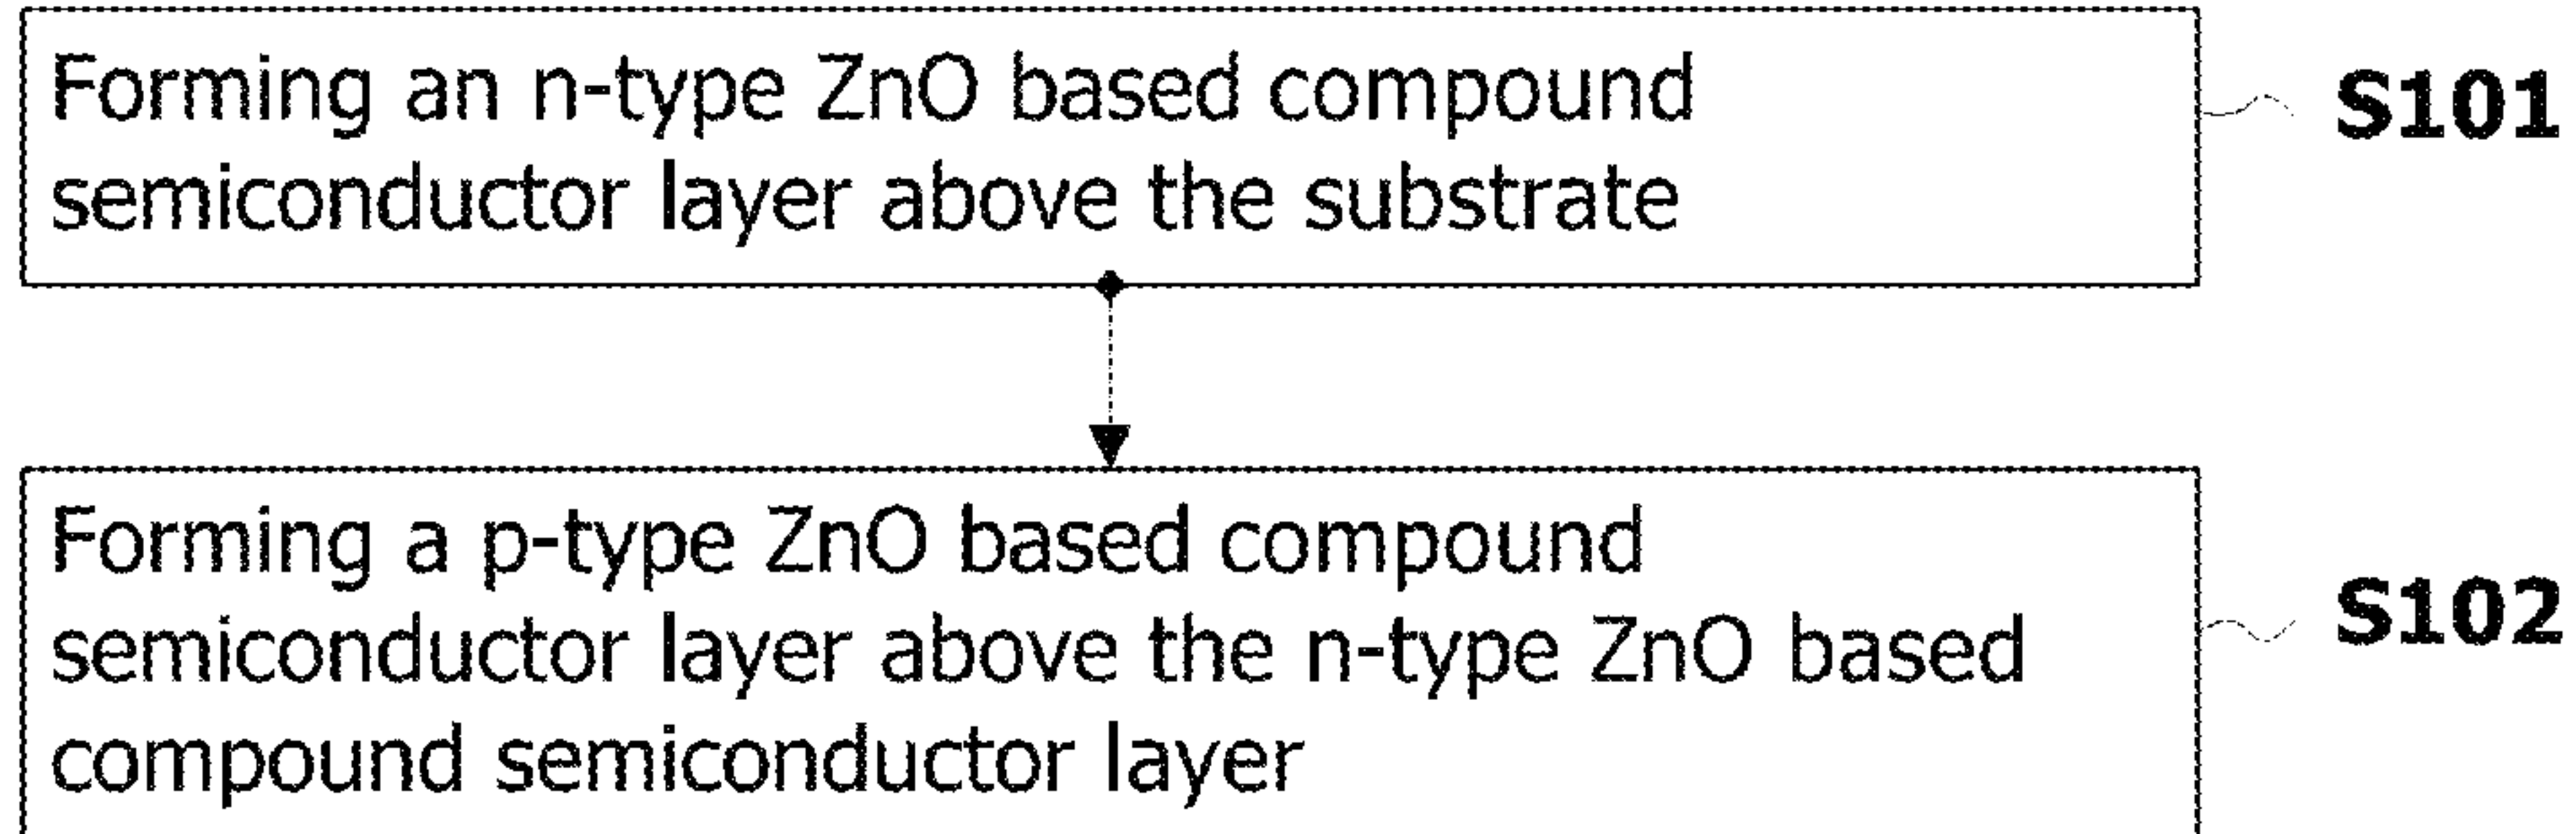 Forming an n-type ZnO based compound
semiconductor layer above the substrate
S101
Forming a p-type ZnO based compound
semiconductor layer above the n-type ZnO based
compound semiconductor layer
S102